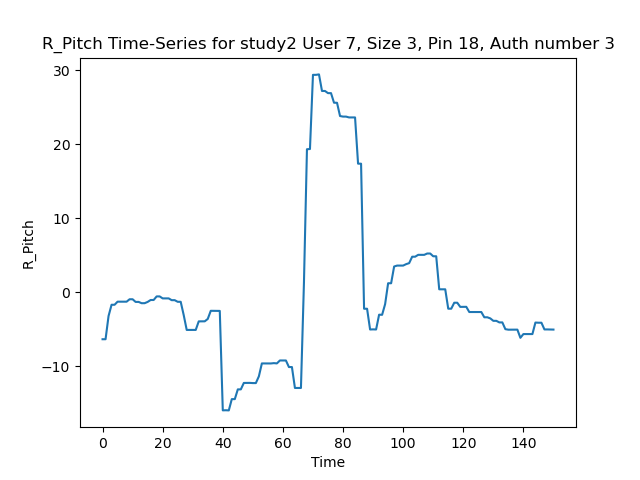 R_Pitch Time-Series for study2 User 7, Size 3, Pin 18, Auth number 3
30
20
10
0
−10
R_Pitch
0 20 40 60 80 100 120 140
Time